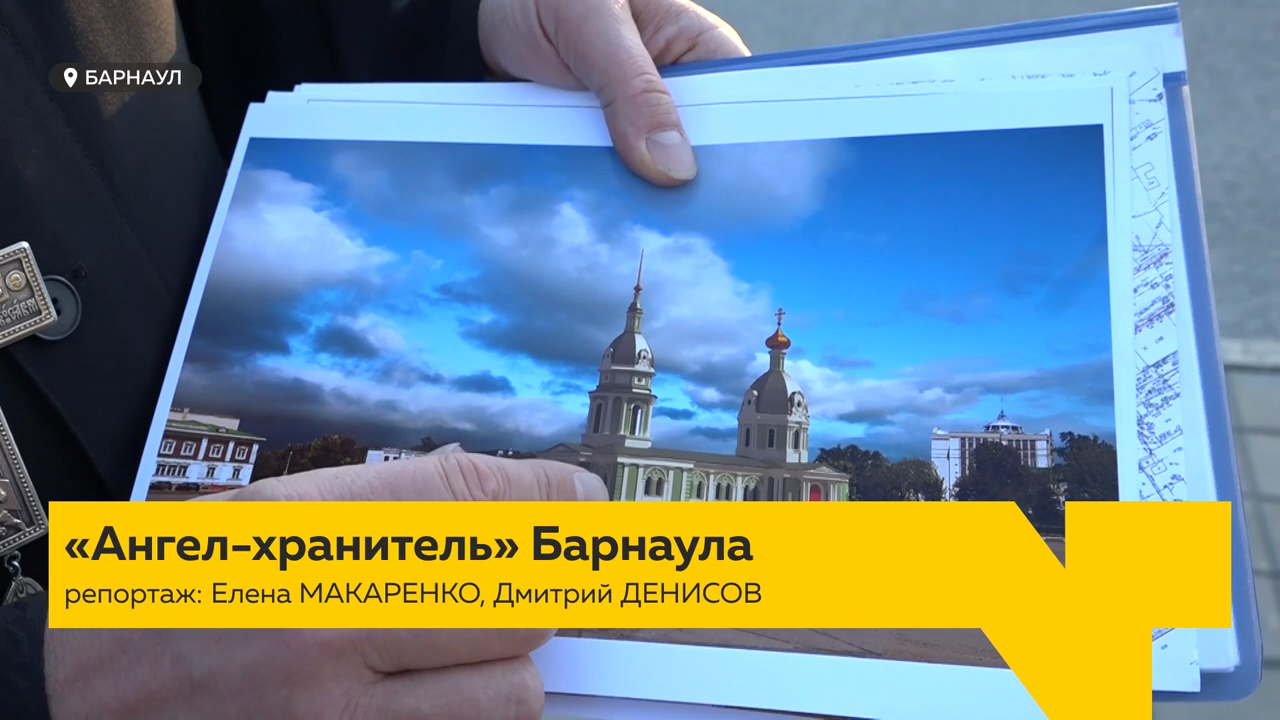 БАРНАУЛ
«Ангел-хранитель» Барнаула
репортаж: Елена МАКАРЕНКО, Дмитрий ДЕНИСОВ